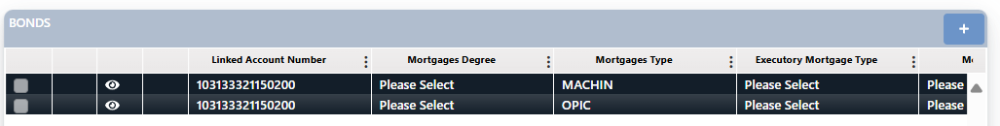 BONDS
+
Linked Account Number Mortgages Degree Mortgages Type Executory Mortgage Type
103133321150200 Please Select MACHIN Please Select Please
103133321150200 Please Select OPIC Please Select Please